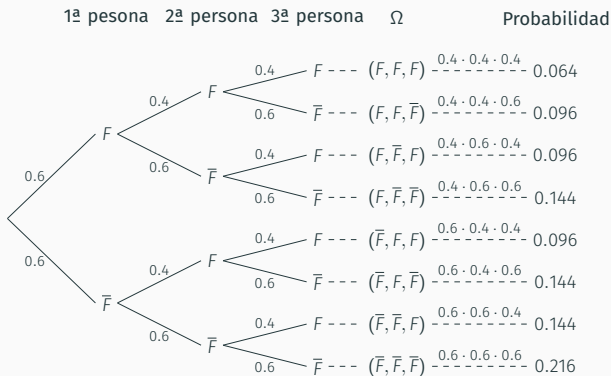 1ª pesona 2ª persona 3ª persona Ω Probabilidad
0.4 F (F, F, F) 0.4 · 0.4 · 0.4 0.064
0.4 F
0.6 F̅ (F, F, F̅) 0.4 · 0.4 · 0.6 0.096
0.6 F
0.4 F (F, F̅, F) 0.4 · 0.6 · 0.4 0.096
0.6 F̅
0.6 F̅ (F, F̅, F̅) 0.4 · 0.6 · 0.6 0.144
0.4 F (F̅, F, F) 0.6 · 0.4 · 0.4 0.096
0.4 F
0.6 F̅ (F̅, F, F̅) 0.6 · 0.4 · 0.6 0.144
0.6 F̅
0.4 F (F̅, F̅, F) 0.6 · 0.6 · 0.4 0.144
0.6 F̅
0.6 F̅ (F̅, F̅, F̅) 0.6 · 0.6 · 0.6 0.216